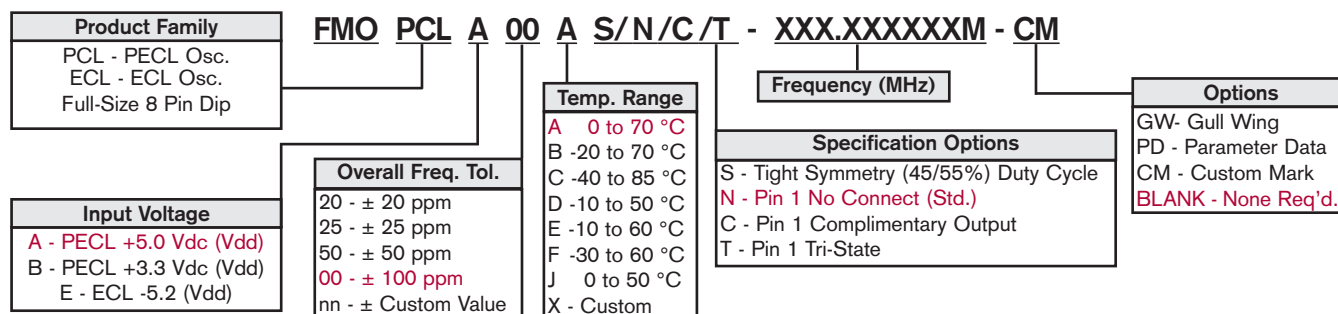 FMO PCL A 00 A S/N/C/T - XXX.XXXXXXM - CM
Product Family
PCL - PECL Osc.
ECL - ECL Osc.
Full-Size 8 Pin Dip
Input Voltage
A - PECL +5.0 Vdc (Vdd)
B - PECL +3.3 Vdc (Vdd)
E - ECL -5.2 (Vdd)
Overall Freq. Tol.
20 - ± 20 ppm
25 - ± 25 ppm
50 - ± 50 ppm
00 - ± 100 ppm
nn - ± Custom Value
Temp. Range
A 0 to 70 °C
B -20 to 70 °C
C -40 to 85 °C
D -10 to 50 °C
E -10 to 60 °C
F -30 to 60 °C
J 0 to 50 °C
X - Custom
Frequency (MHz)
Specification Options
S - Tight Symmetry (45/55%) Duty Cycle
N - Pin 1 No Connect (Std.)
C - Pin 1 Complimentary Output
T - Pin 1 Tri-State
Options
GW- Gull Wing
PD - Parameter Data
CM - Custom Mark
BLANK - None Req'd.